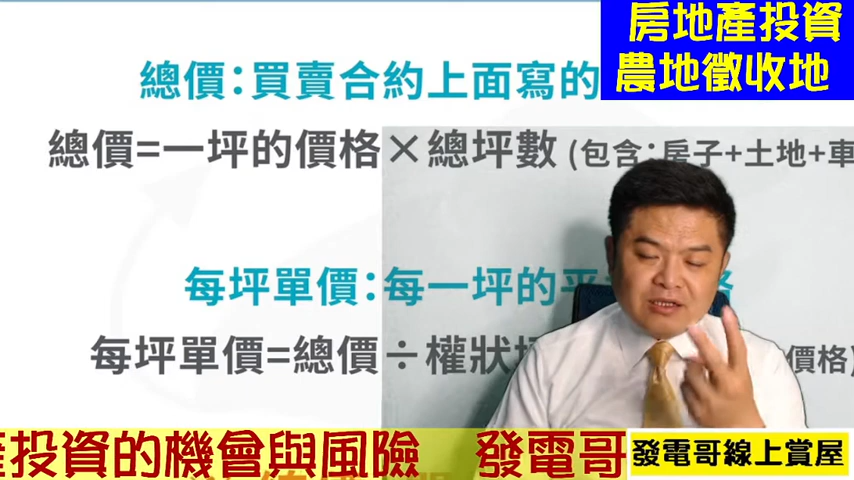 房地產投資
農地徵收地
總價：買賣合約上面寫的
總價=一坪的價格×總坪數 (包含：房子+土地+車
每坪單價：每一坪的平
每坪單價=總價÷權狀 價格)
產投資的機會與風險 發電哥
發電哥線上賞屋